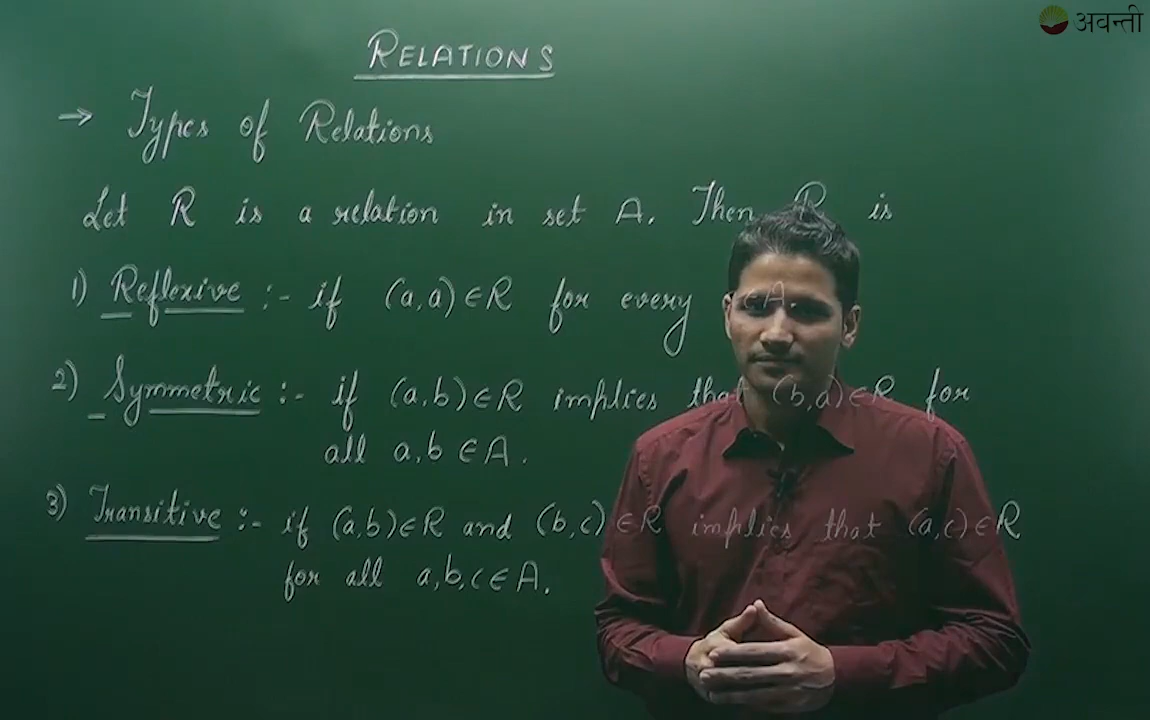 अवन्ती
RELATIONS
→ Types of Relations
Let R is a relation in set A. Then R is
1) Reflexive :- if (a,a)∈R for every a∈A.
2) Symmetric :- if (a,b)∈R implies that (b,a)∈R for
all a,b ∈A.
3) Transitive :- if (a,b)∈R and (b,c)∈R implies that (a,c)∈R
for all a,b,c∈A.